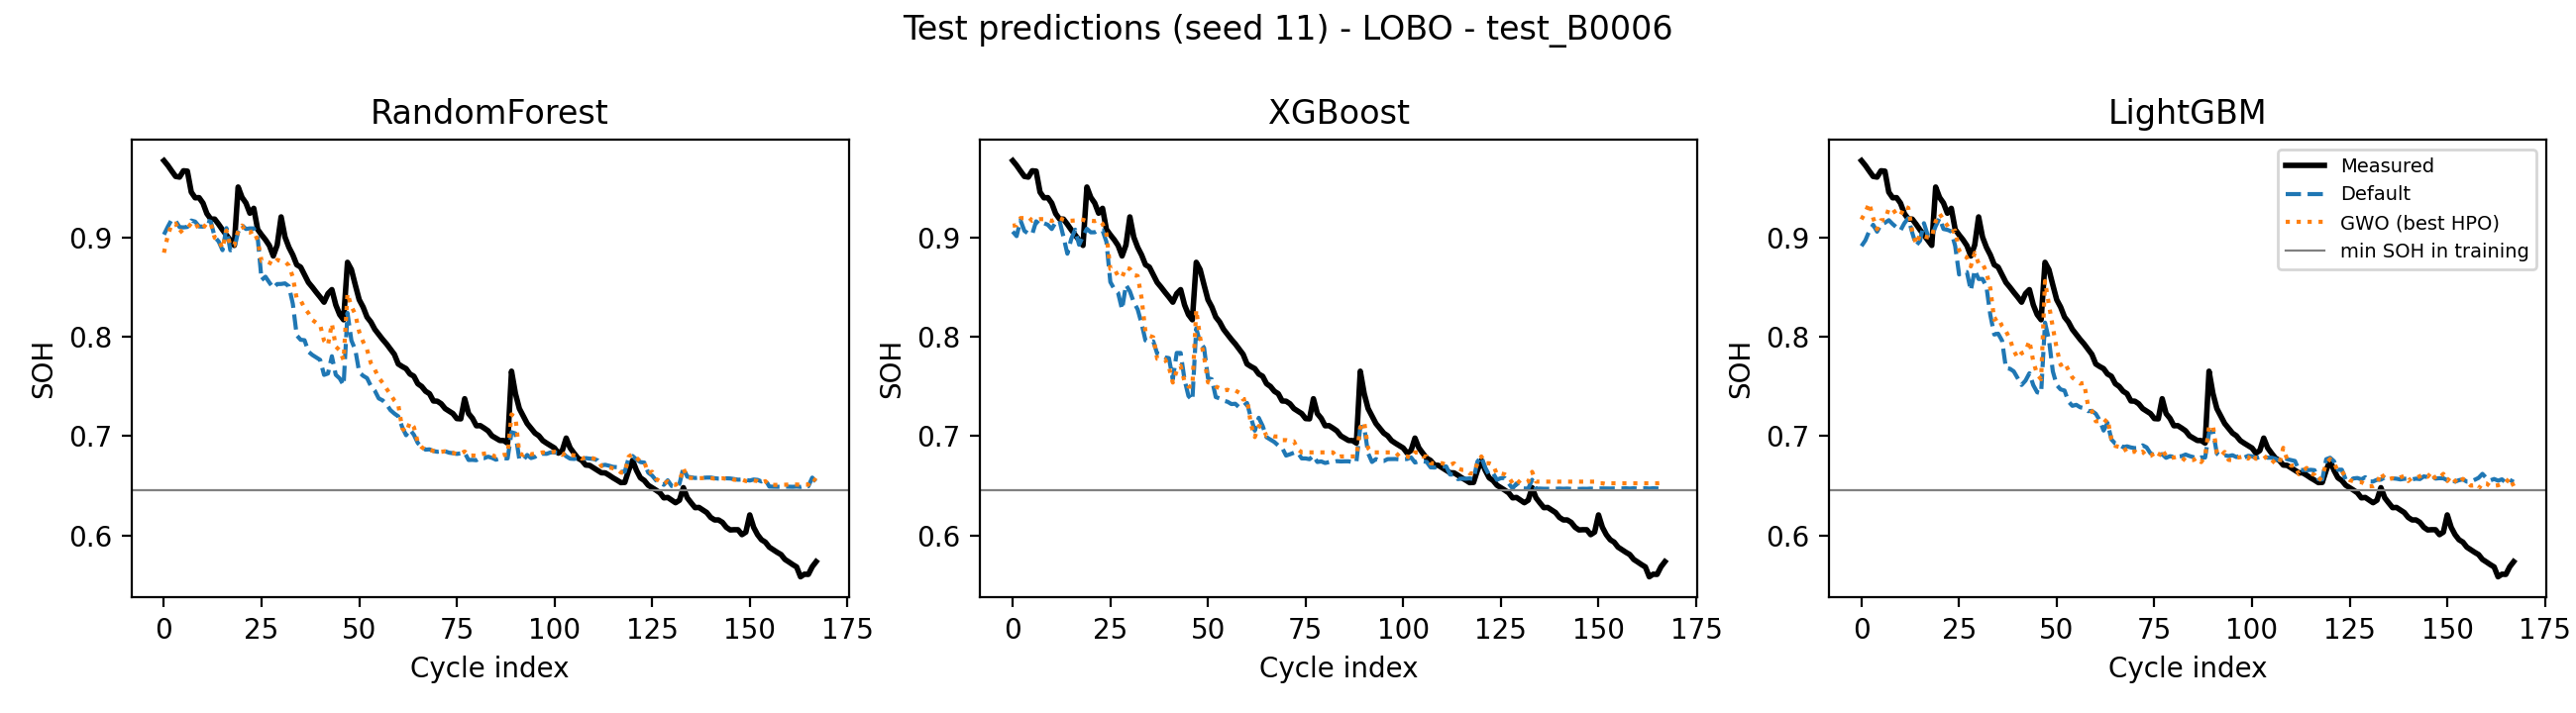 Test predictions (seed 11) - LOBO - test_B0006
RandomForest
XGBoost
LightGBM
SOH
0.9
0.8
0.7
0.6
0
25
50
75
100
125
150
175
Cycle index
SOH
0.9
0.8
0.7
0.6
0
25
50
75
100
125
150
175
Cycle index
SOH
0.9
0.8
0.7
0.6
0
25
50
75
100
125
150
175
Cycle index
Measured
Default
GWO (best HPO)
min SOH in training